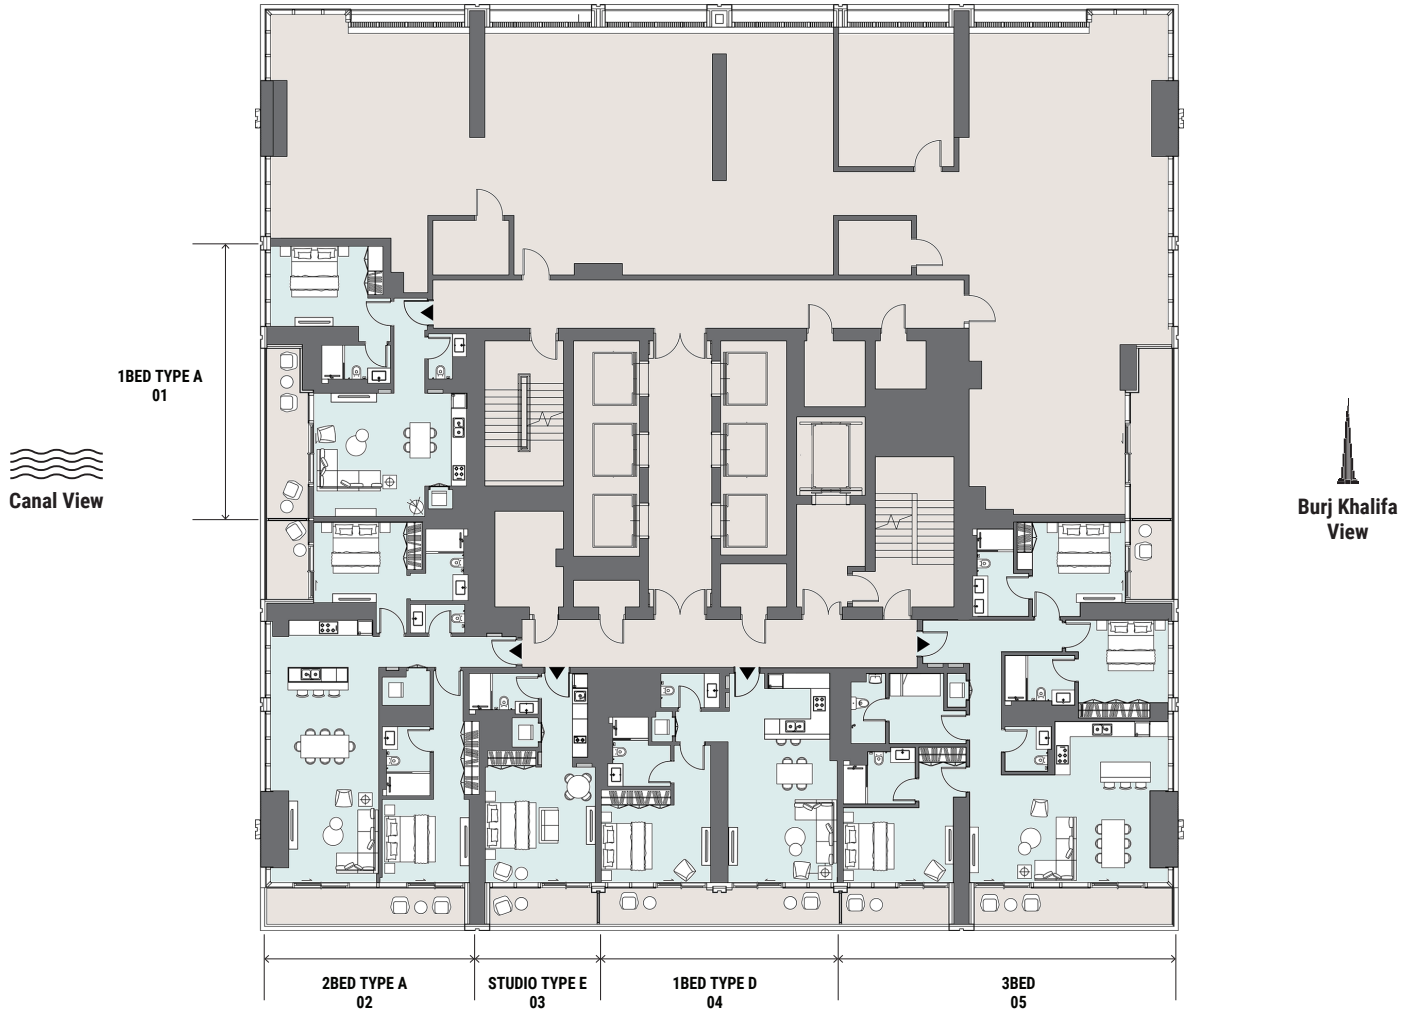 1BED TYPE A
01
Canal View
Burj Khalifa
View
2BED TYPE A
02
STUDIO TYPE E
03
1BED TYPE D
04
3BED
05